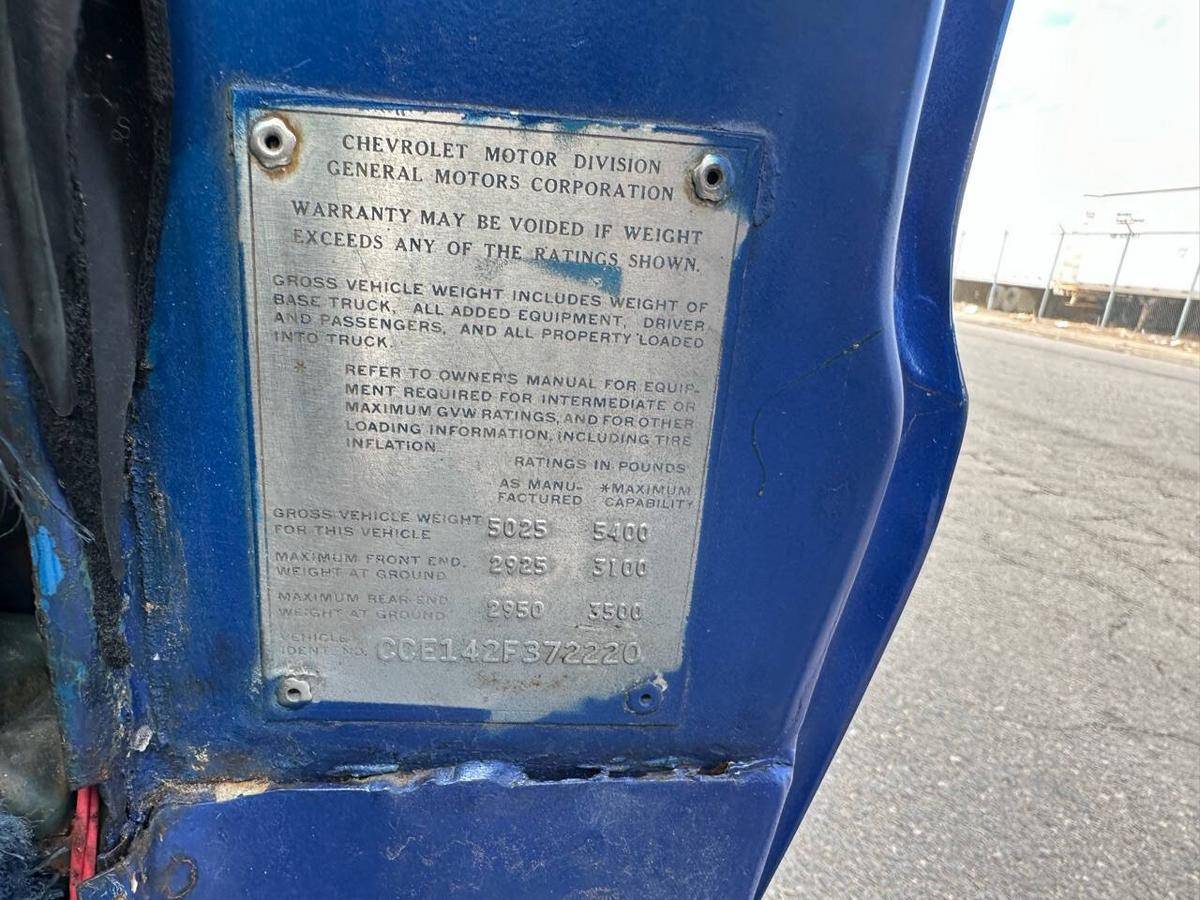 CHEVROLET MOTOR DIVISION
GENERAL MOTORS CORPORATION
WARRANTY MAY BE VOIDED IF WEIGHT
EXCEEDS ANY OF THE RATINGS SHOWN.
GROSS VEHICLE WEIGHT INCLUDES WEIGHT OF
BASE TRUCK, ALL ADDED EQUIPMENT, DRIVER
AND PASSENGERS, AND ALL PROPERTY LOADED
INTO TRUCK.
* REFER TO OWNER'S MANUAL FOR EQUIP-
MENT REQUIRED FOR INTERMEDIATE OR
MAXIMUM GVW RATINGS, AND FOR OTHER
LOADING INFORMATION, INCLUDING TIRE
INFLATION.
RATINGS IN POUNDS
AS MANU- *MAXIMUM
FACTURED CAPABILITY
GROSS VEHICLE WEIGHT
FOR THIS VEHICLE 5025 5400
MAXIMUM FRONT END
WEIGHT AT GROUND 2925 3100
MAXIMUM REAR END
WEIGHT AT GROUND 2950 3500
VEHICLE
IDENT. NO. CCE142F372220